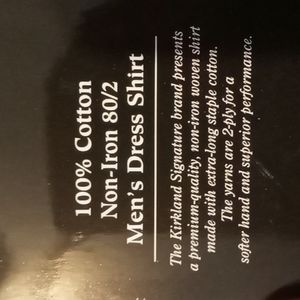 100% Cotton
Non-Iron 80/2
Men's Dress Shirt
The Kirkland Signature brand presents
a premium-quality, non-iron woven shirt
made with extra-long staple cotton.
The yarns are 2-ply for a
softer hand and superior performance.